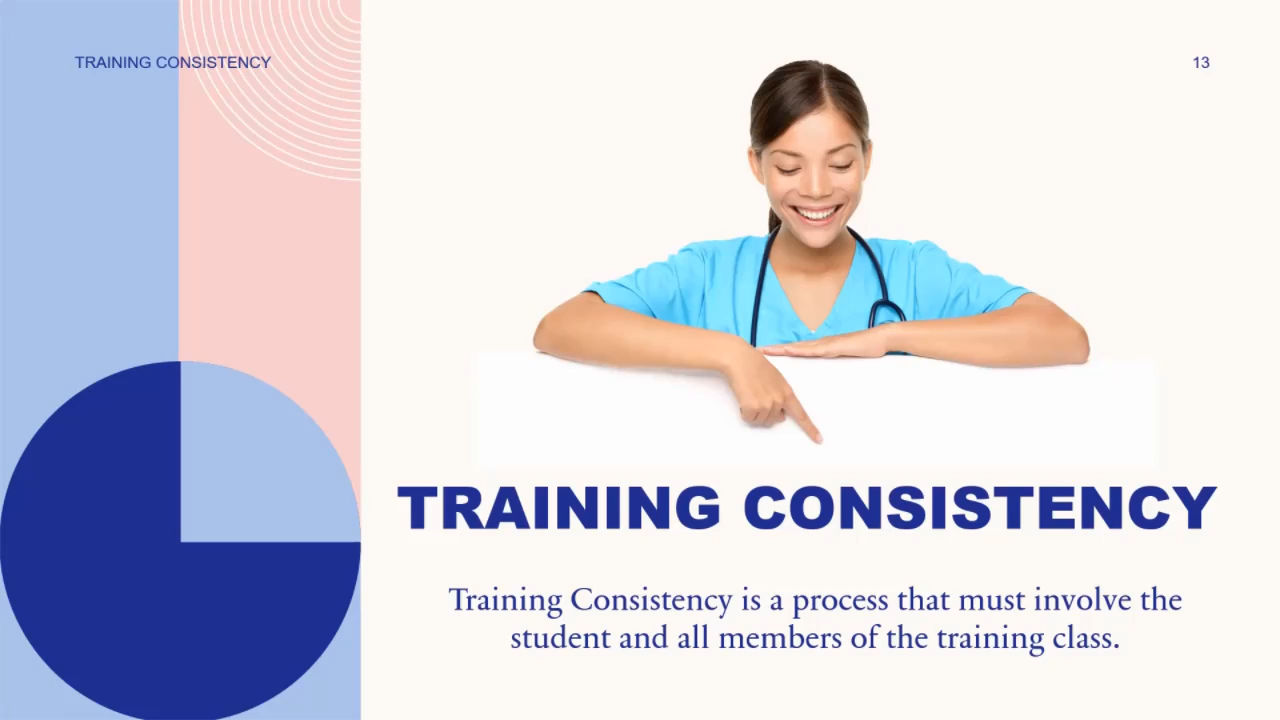 TRAINING CONSISTENCY
13
TRAINING CONSISTENCY
Training Consistency is a process that must involve the
student and all members of the training class.